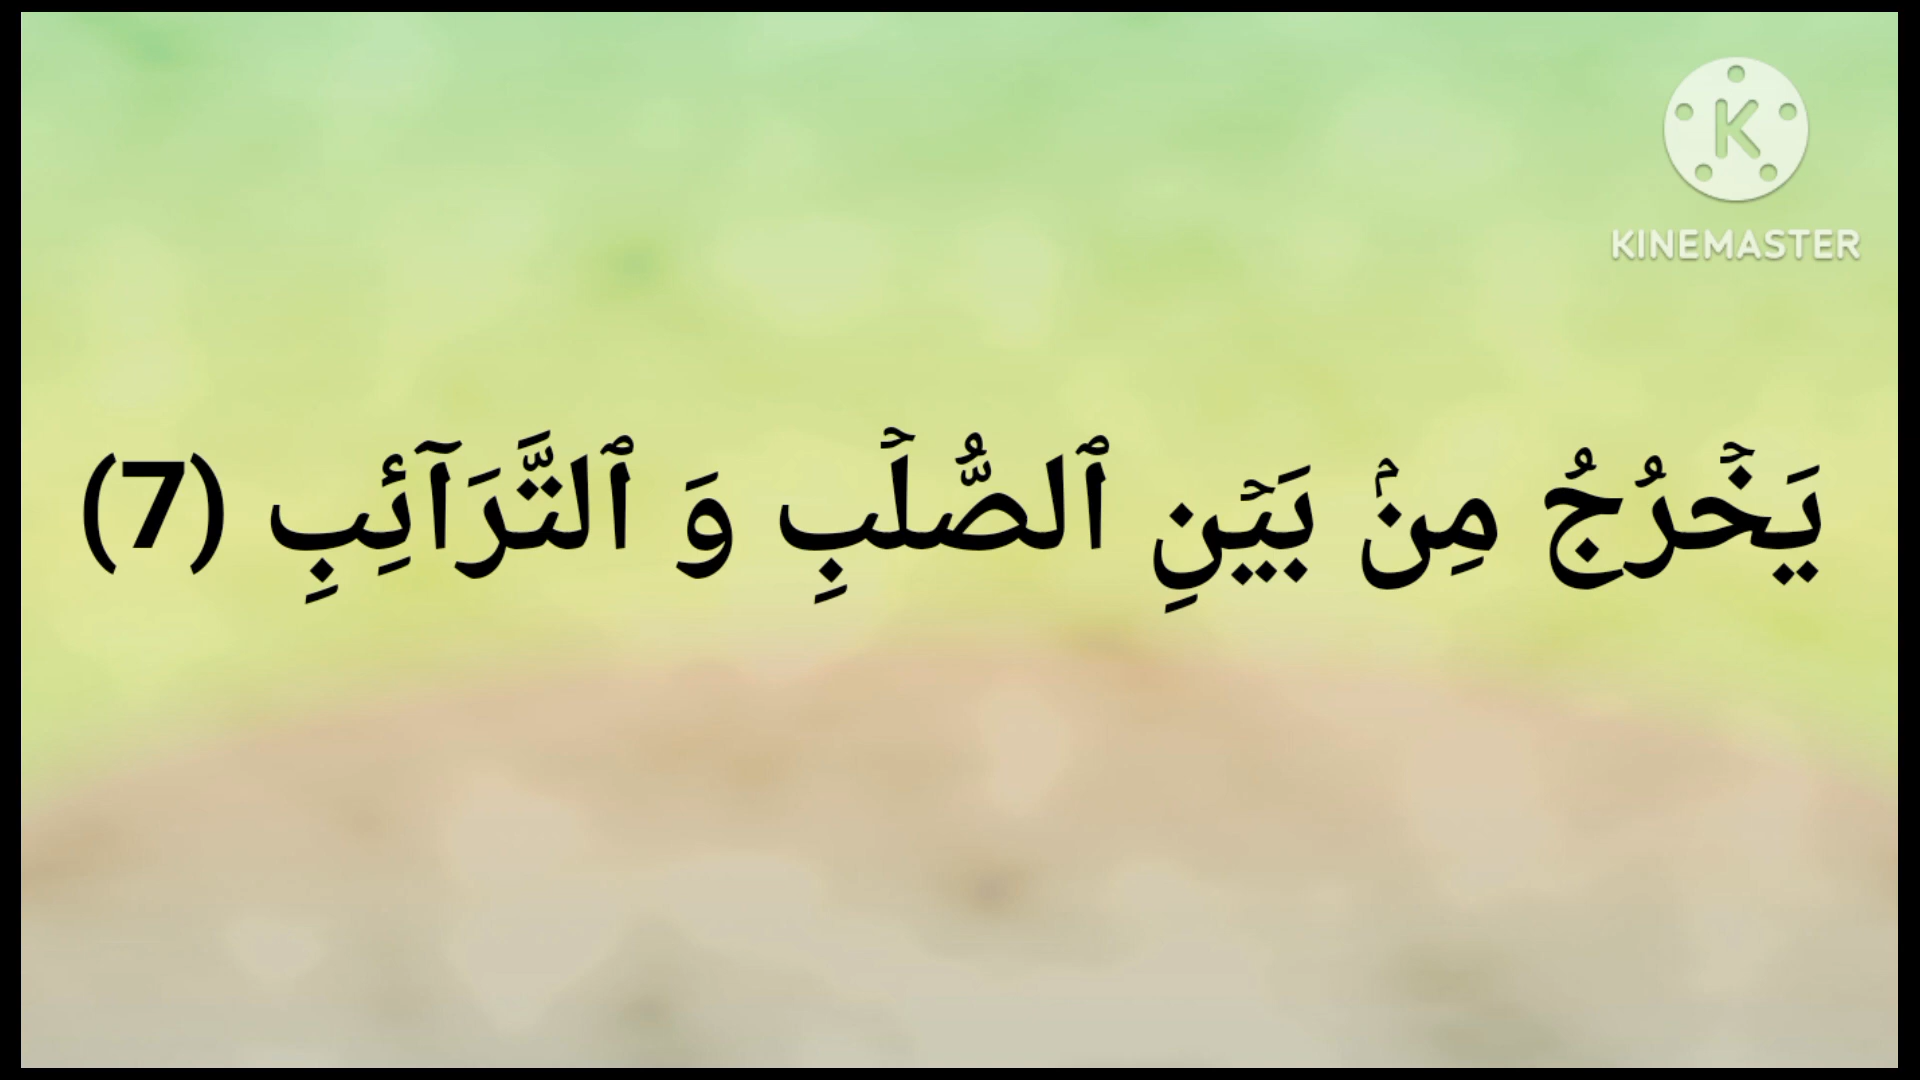 KINEMASTER
يَخۡرُجُ مِنۢ بَيۡنِ ٱلصُّلۡبِ وَ ٱلتَّرَآئِبِ (7)